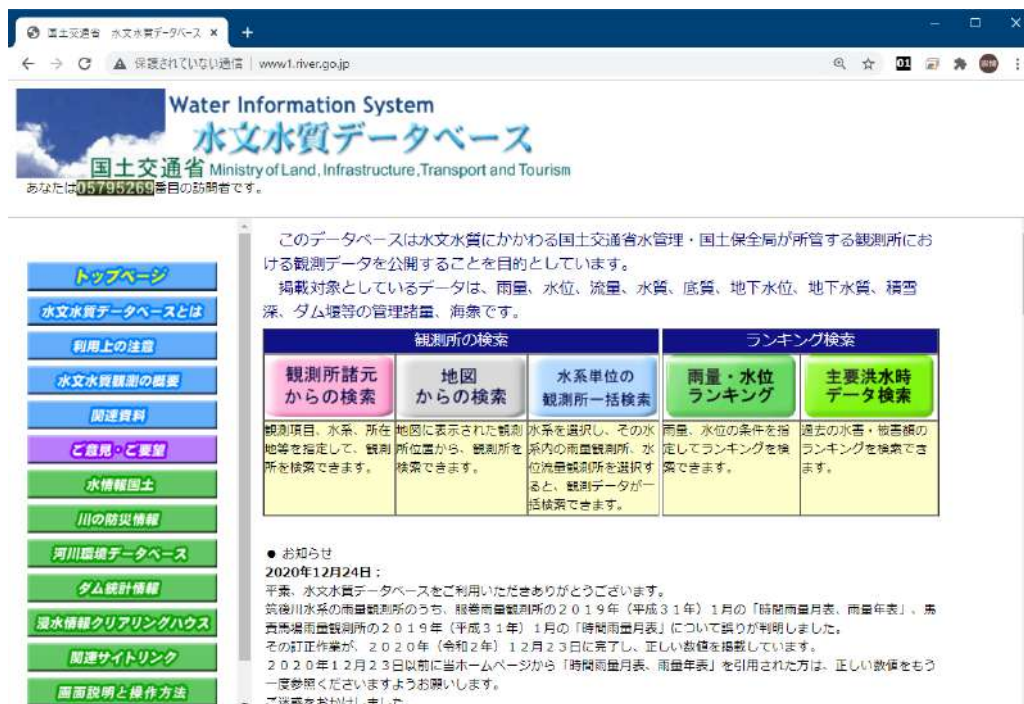 国土交通省 水文水質データベース
保護されていない通信
www1.river.go.jp
Water Information System
水文水質データベース
国土交通省 Ministry of Land, Infrastructure, Transport and Tourism
あなたは05795269番目の訪問者です。
トップページ
水文水質データベースとは
利用上の注意
水文水質観測の概要
関連資料
ご意見・ご要望
水情報国土
川の防災情報
河川環境データベース
ダム統計情報
浸水情報クリアリングハウス
関連サイトリンク
画面説明と操作方法
このデータベースは水文水質にかかわる国土交通省水管理・国土保全局が所管する観測所にお
ける観測データを公開することを目的としています。
掲載対象としているデータは、雨量、水位、流量、水質、底質、地下水位、地下水質、積雪
深、ダム堰等の管理諸量、海象です。
観測所の検索
ランキング検索
観測所諸元
からの検索
地図
からの検索
水系単位の
観測所一括検索
雨量・水位
ランキング
主要洪水時
データ検索
観測項目、水系、所在
地等を指定して、観測
所を検索できます。
地図に表示された観測
所位置から、観測所を
検索できます。
水系を選択し、その水
系内の雨量観測所、水
位流量観測所を選択す
ると、観測データが一
括検索できます。
雨量、水位の条件を指
定してランキングを検
索できます。
過去の水害・被害額の
ランキングを検索でき
ます。
● お知らせ
2020年12月24日:
平素、水文水質データベースをご利用いただきありがとうございます。
筑後川水系の雨量観測所のうち、服巻雨量観測所の2019年（平成31年）1月の「時間雨量月表、雨量年表」、馬
責馬場雨量観測所の2019年（平成31年）1月の「時間雨量月表」について誤りが判明しました。
その訂正作業が、2020年（令和2年）12月23日に完了し、正しい数値を掲載しています。
2020年12月23日以前に当ホームページから「時間雨量月表、雨量年表」を引用された方は、正しい数値をもう
一度参照くださいますようお願いします。
ご迷惑をおかけしました